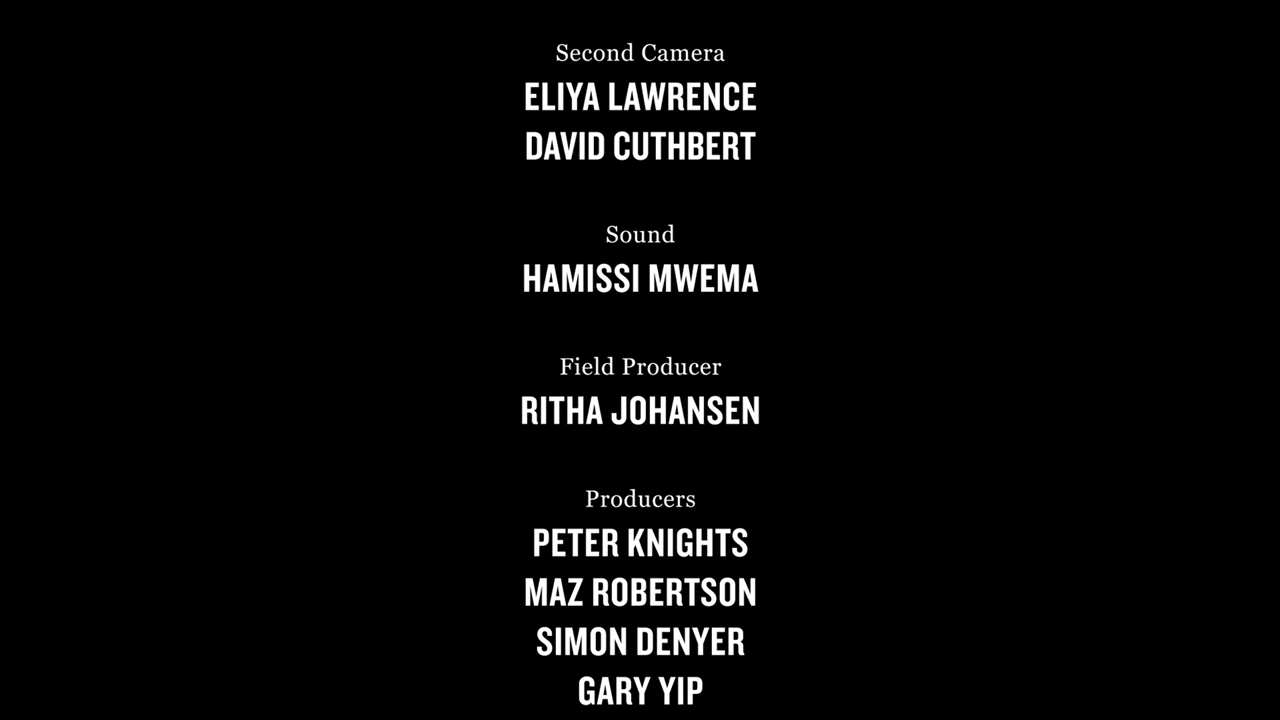 Second Camera
ELIYA LAWRENCE
DAVID CUTHBERT
Sound
HAMISSI MWEMA
Field Producer
RITHA JOHANSEN
Producers
PETER KNIGHTS
MAZ ROBERTSON
SIMON DENYER
GARY YIP